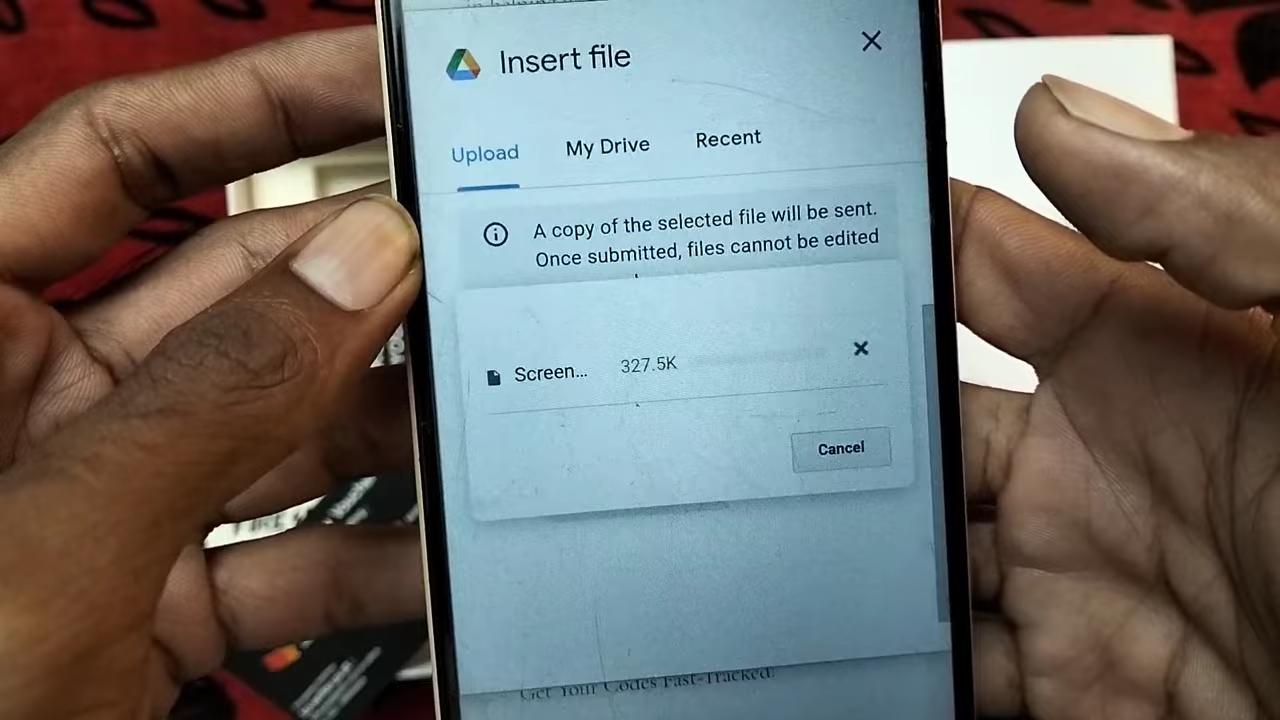 Insert file
Upload My Drive Recent
A copy of the selected file will be sent.
Once submitted, files cannot be edited
Screen... 327.5K
Cancel
Get Your Codes Fast-Tracked!